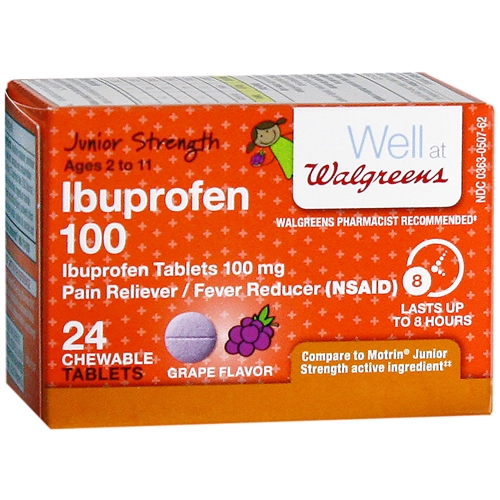 Junior Strength
Ages 2 to 11
Ibuprofen
100
Ibuprofen Tablets 100 mg
Pain Reliever / Fever Reducer (NSAID)
24
CHEWABLE
TABLETS
GRAPE FLAVOR
Well at
Walgreens
WALGREENS PHARMACIST RECOMMENDED‡
8
LASTS UP
TO 8 HOURS
Compare to Motrin® Junior
Strength active ingredient‡‡
NDC 0363-0507-62